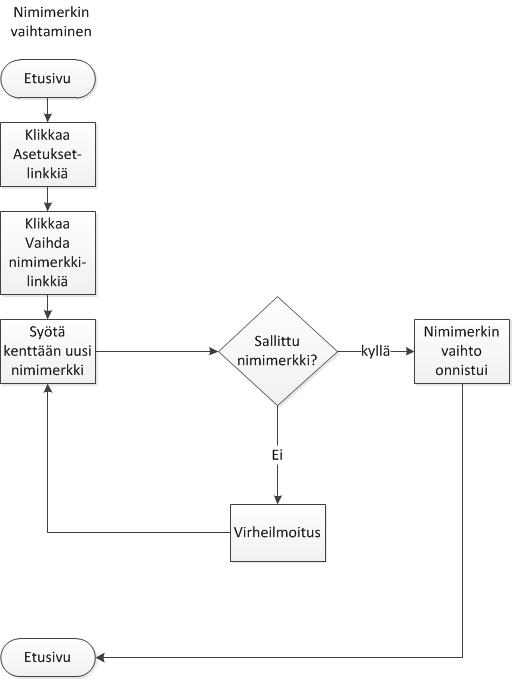 Nimimerkin
vaihtaminen
Etusivu
Klikkaa
Asetukset-
linkkiä
Klikkaa
Vaihda
nimimerkki-
linkkiä
Syötä
kenttään uusi
nimimerkki
Sallittu
nimimerkki?
kyllä
Nimimerkin
vaihto
onnistui
Ei
Virheilmoitus
Etusivu